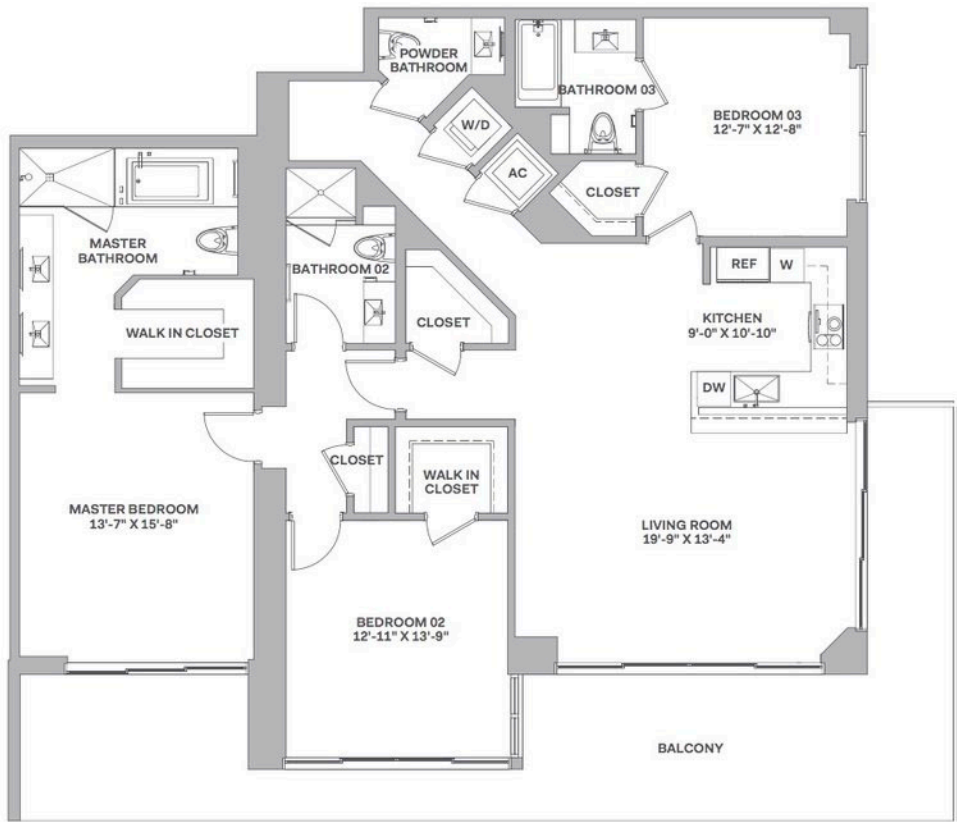 POWDER
BATHROOM
BATHROOM 03
BEDROOM 03
12'-7" X 12'-8"
W/D
AC
CLOSET
MASTER
BATHROOM
BATHROOM 02
REF
W
WALK IN CLOSET
CLOSET
KITCHEN
9'-0" X 10'-10"
DW
CLOSET
WALK IN
CLOSET
MASTER BEDROOM
13'-7" X 15'-8"
LIVING ROOM
19'-9" X 13'-4"
BEDROOM 02
12'-11" X 13'-9"
BALCONY